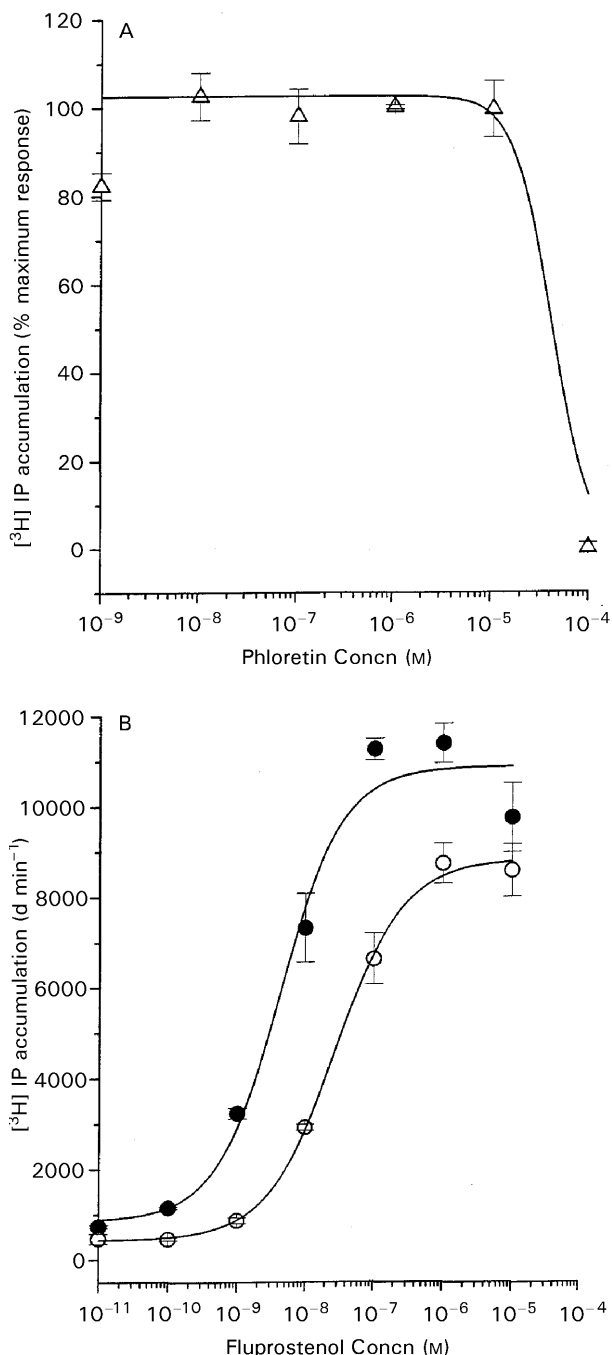 A
[³H] IP accumulation (% maximum response)
120
100
80
60
40
20
0
10⁻⁹ 10⁻⁸ 10⁻⁷ 10⁻⁶ 10⁻⁵ 10⁻⁴
Phloretin Concn (M)
B
[³H] IP accumulation (d min⁻¹)
12000
10000
8000
6000
4000
2000
0
10⁻¹¹ 10⁻¹⁰ 10⁻⁹ 10⁻⁸ 10⁻⁷ 10⁻⁶ 10⁻⁵ 10⁻⁴
Fluprostenol Concn (M)